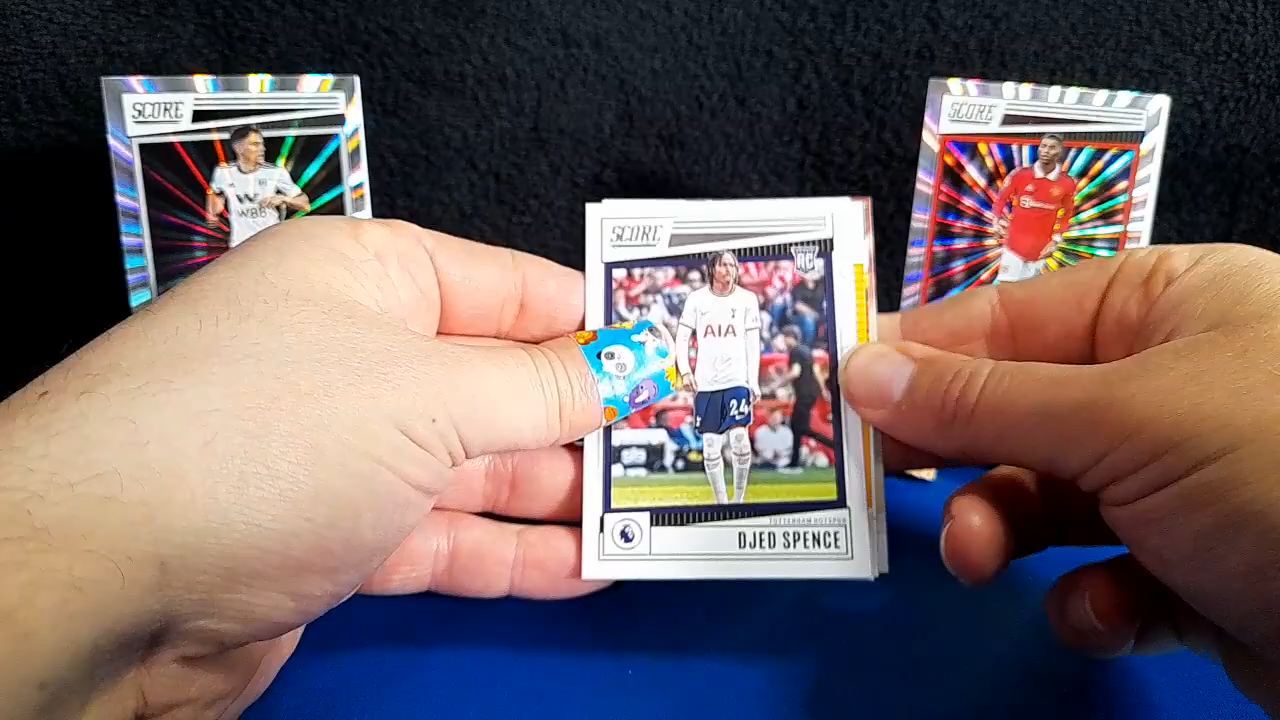 SCORE
WBB
SCORE
SCORE
RC
AIA
24
TOTTENHAM HOTSPUR
DJED SPENCE